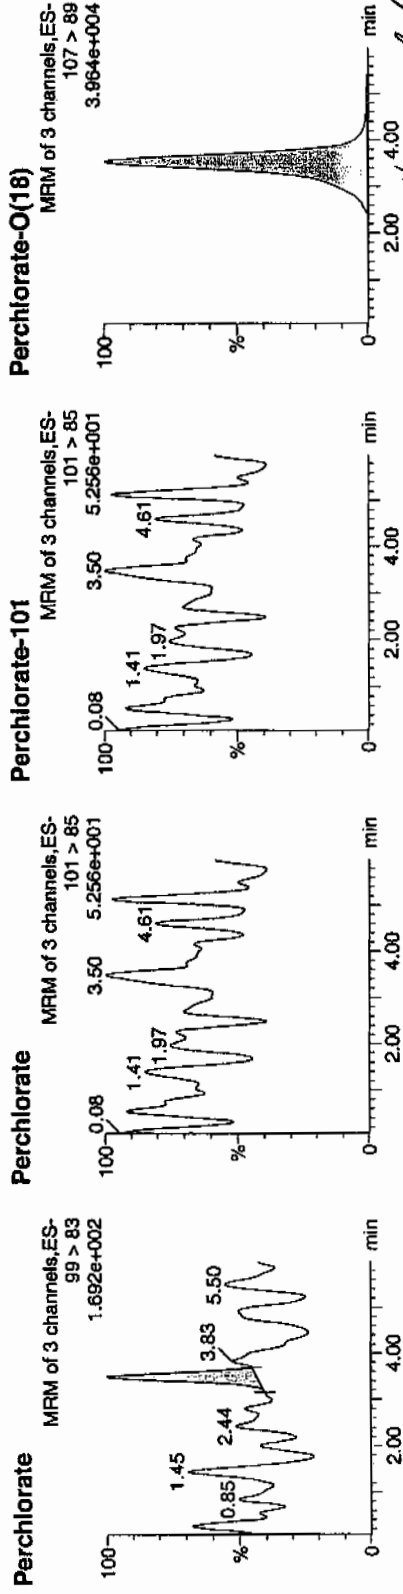 Perchlorate
MRM of 3 channels,ES-
99 > 83
1.692e+002
100
%
0
0.85
1.45
2.44
3.83
5.50
2.00
4.00
min
Perchlorate
MRM of 3 channels,ES-
101 > 85
5.256e+001
100
%
0
0.08
1.41
1.97
3.50
4.61
2.00
4.00
min
Perchlorate-101
MRM of 3 channels,ES-
101 > 85
5.256e+001
100
%
0
0.08
1.41
1.97
3.50
4.61
2.00
4.00
min
Perchlorate-O(18)
MRM of 3 channels,ES-
107 > 89
3.964e+004
100
%
0
2.00
4.00
min